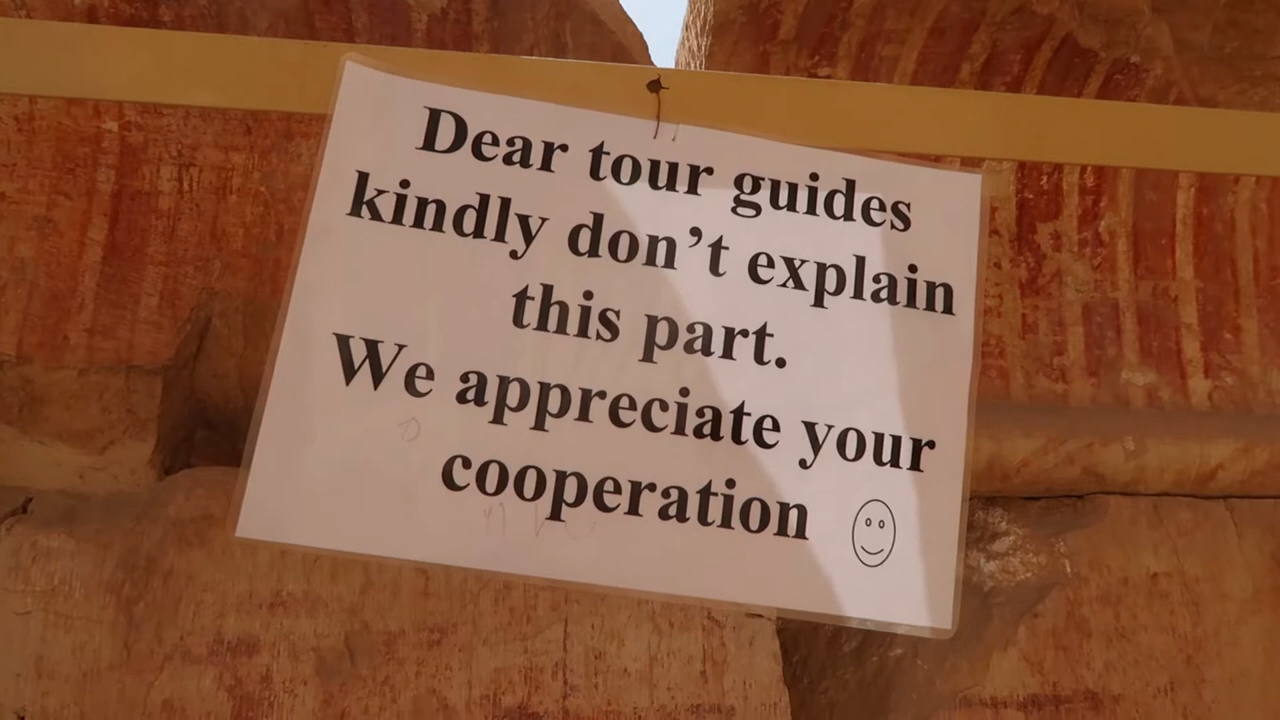 Dear tour guides
kindly don’t explain
this part.
We appreciate your
cooperation